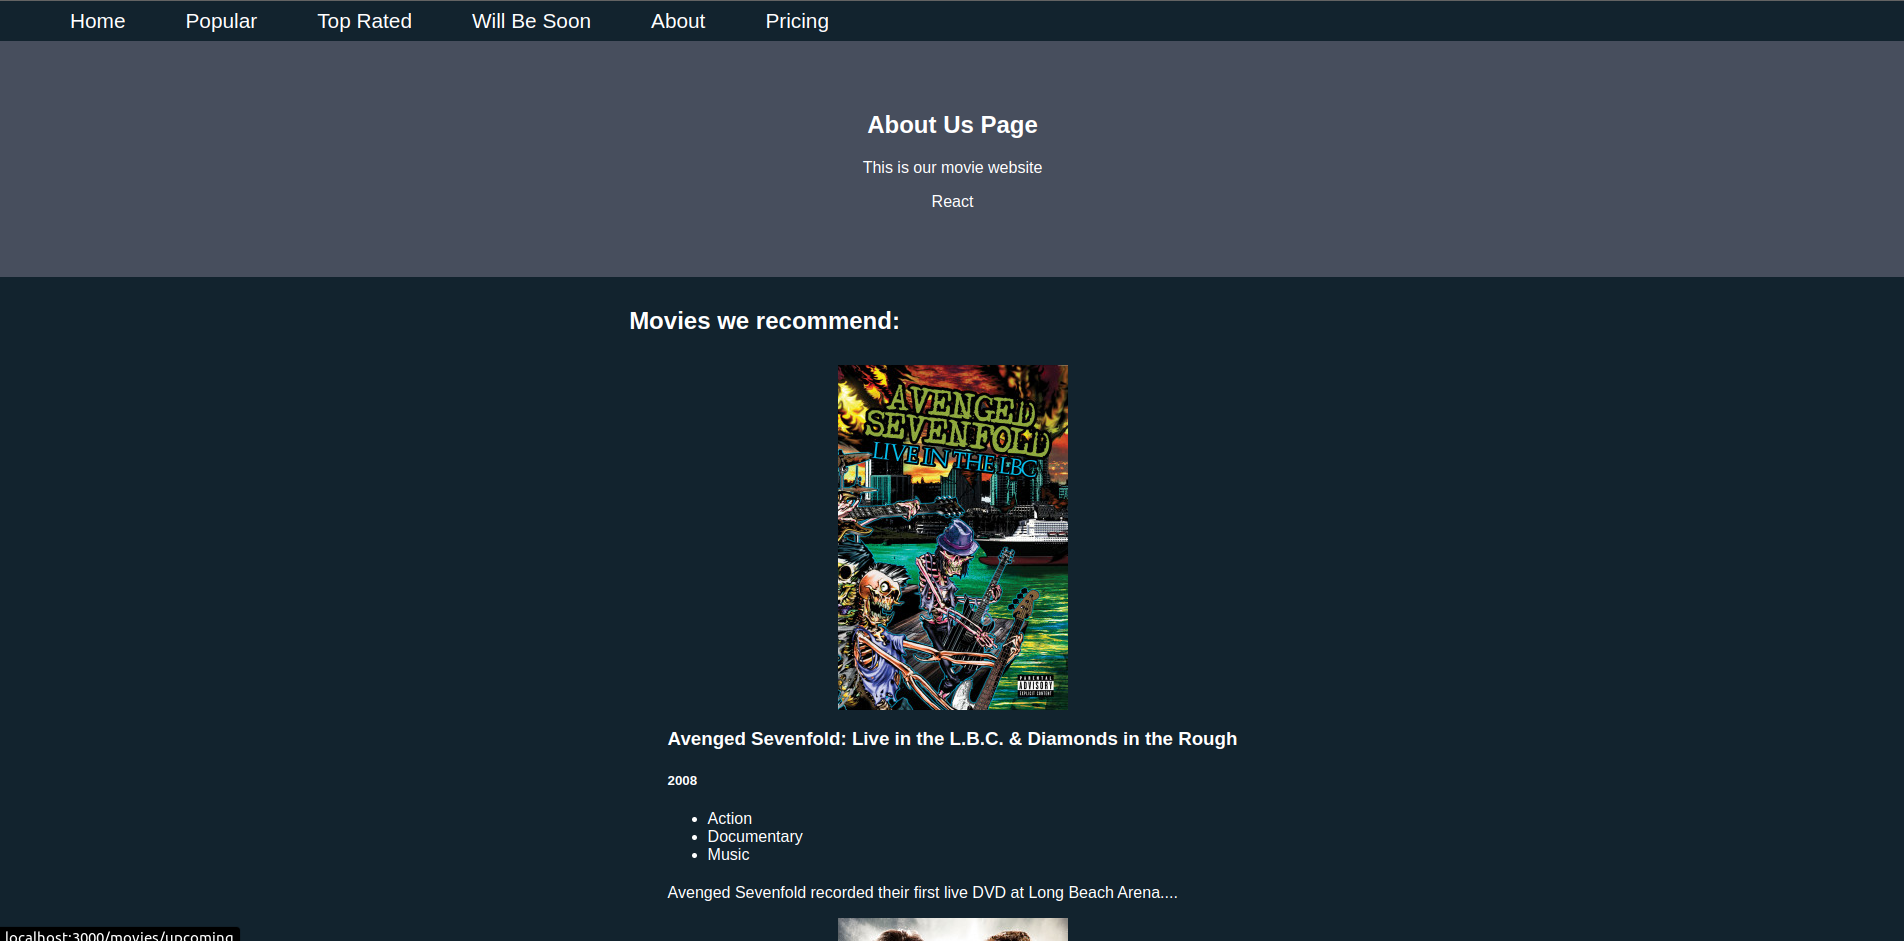 Home Popular Top Rated Will Be Soon About Pricing
About Us Page
This is our movie website
React
Movies we recommend:
AVENGED
SEVENFOLD
LIVE IN THE LBC
PARENTAL
ADVISORY
EXPLICIT CONTENT
Avenged Sevenfold: Live in the L.B.C. & Diamonds in the Rough
2008
Action
Documentary
Music
Avenged Sevenfold recorded their first live DVD at Long Beach Arena....
localhost:3000/movies/upcoming